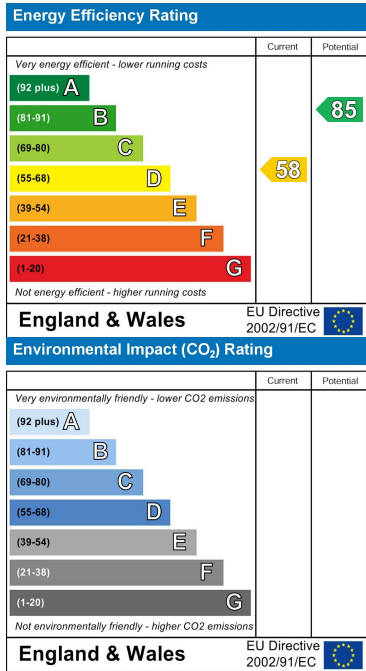 Energy Efficiency Rating
Current Potential
Very energy efficient - lower running costs
(92 plus) A
(81-91) B
85
(69-80) C
(55-68) D
58
(39-54) E
(21-38) F
(1-20) G
Not energy efficient - higher running costs
England & Wales
EU Directive
2002/91/EC
Environmental Impact (CO₂) Rating
Current Potential
Very environmentally friendly - lower CO2 emissions
(92 plus) A
(81-91) B
(69-80) C
(55-68) D
(39-54) E
(21-38) F
(1-20) G
Not environmentally friendly - higher CO2 emissions
England & Wales
EU Directive
2002/91/EC